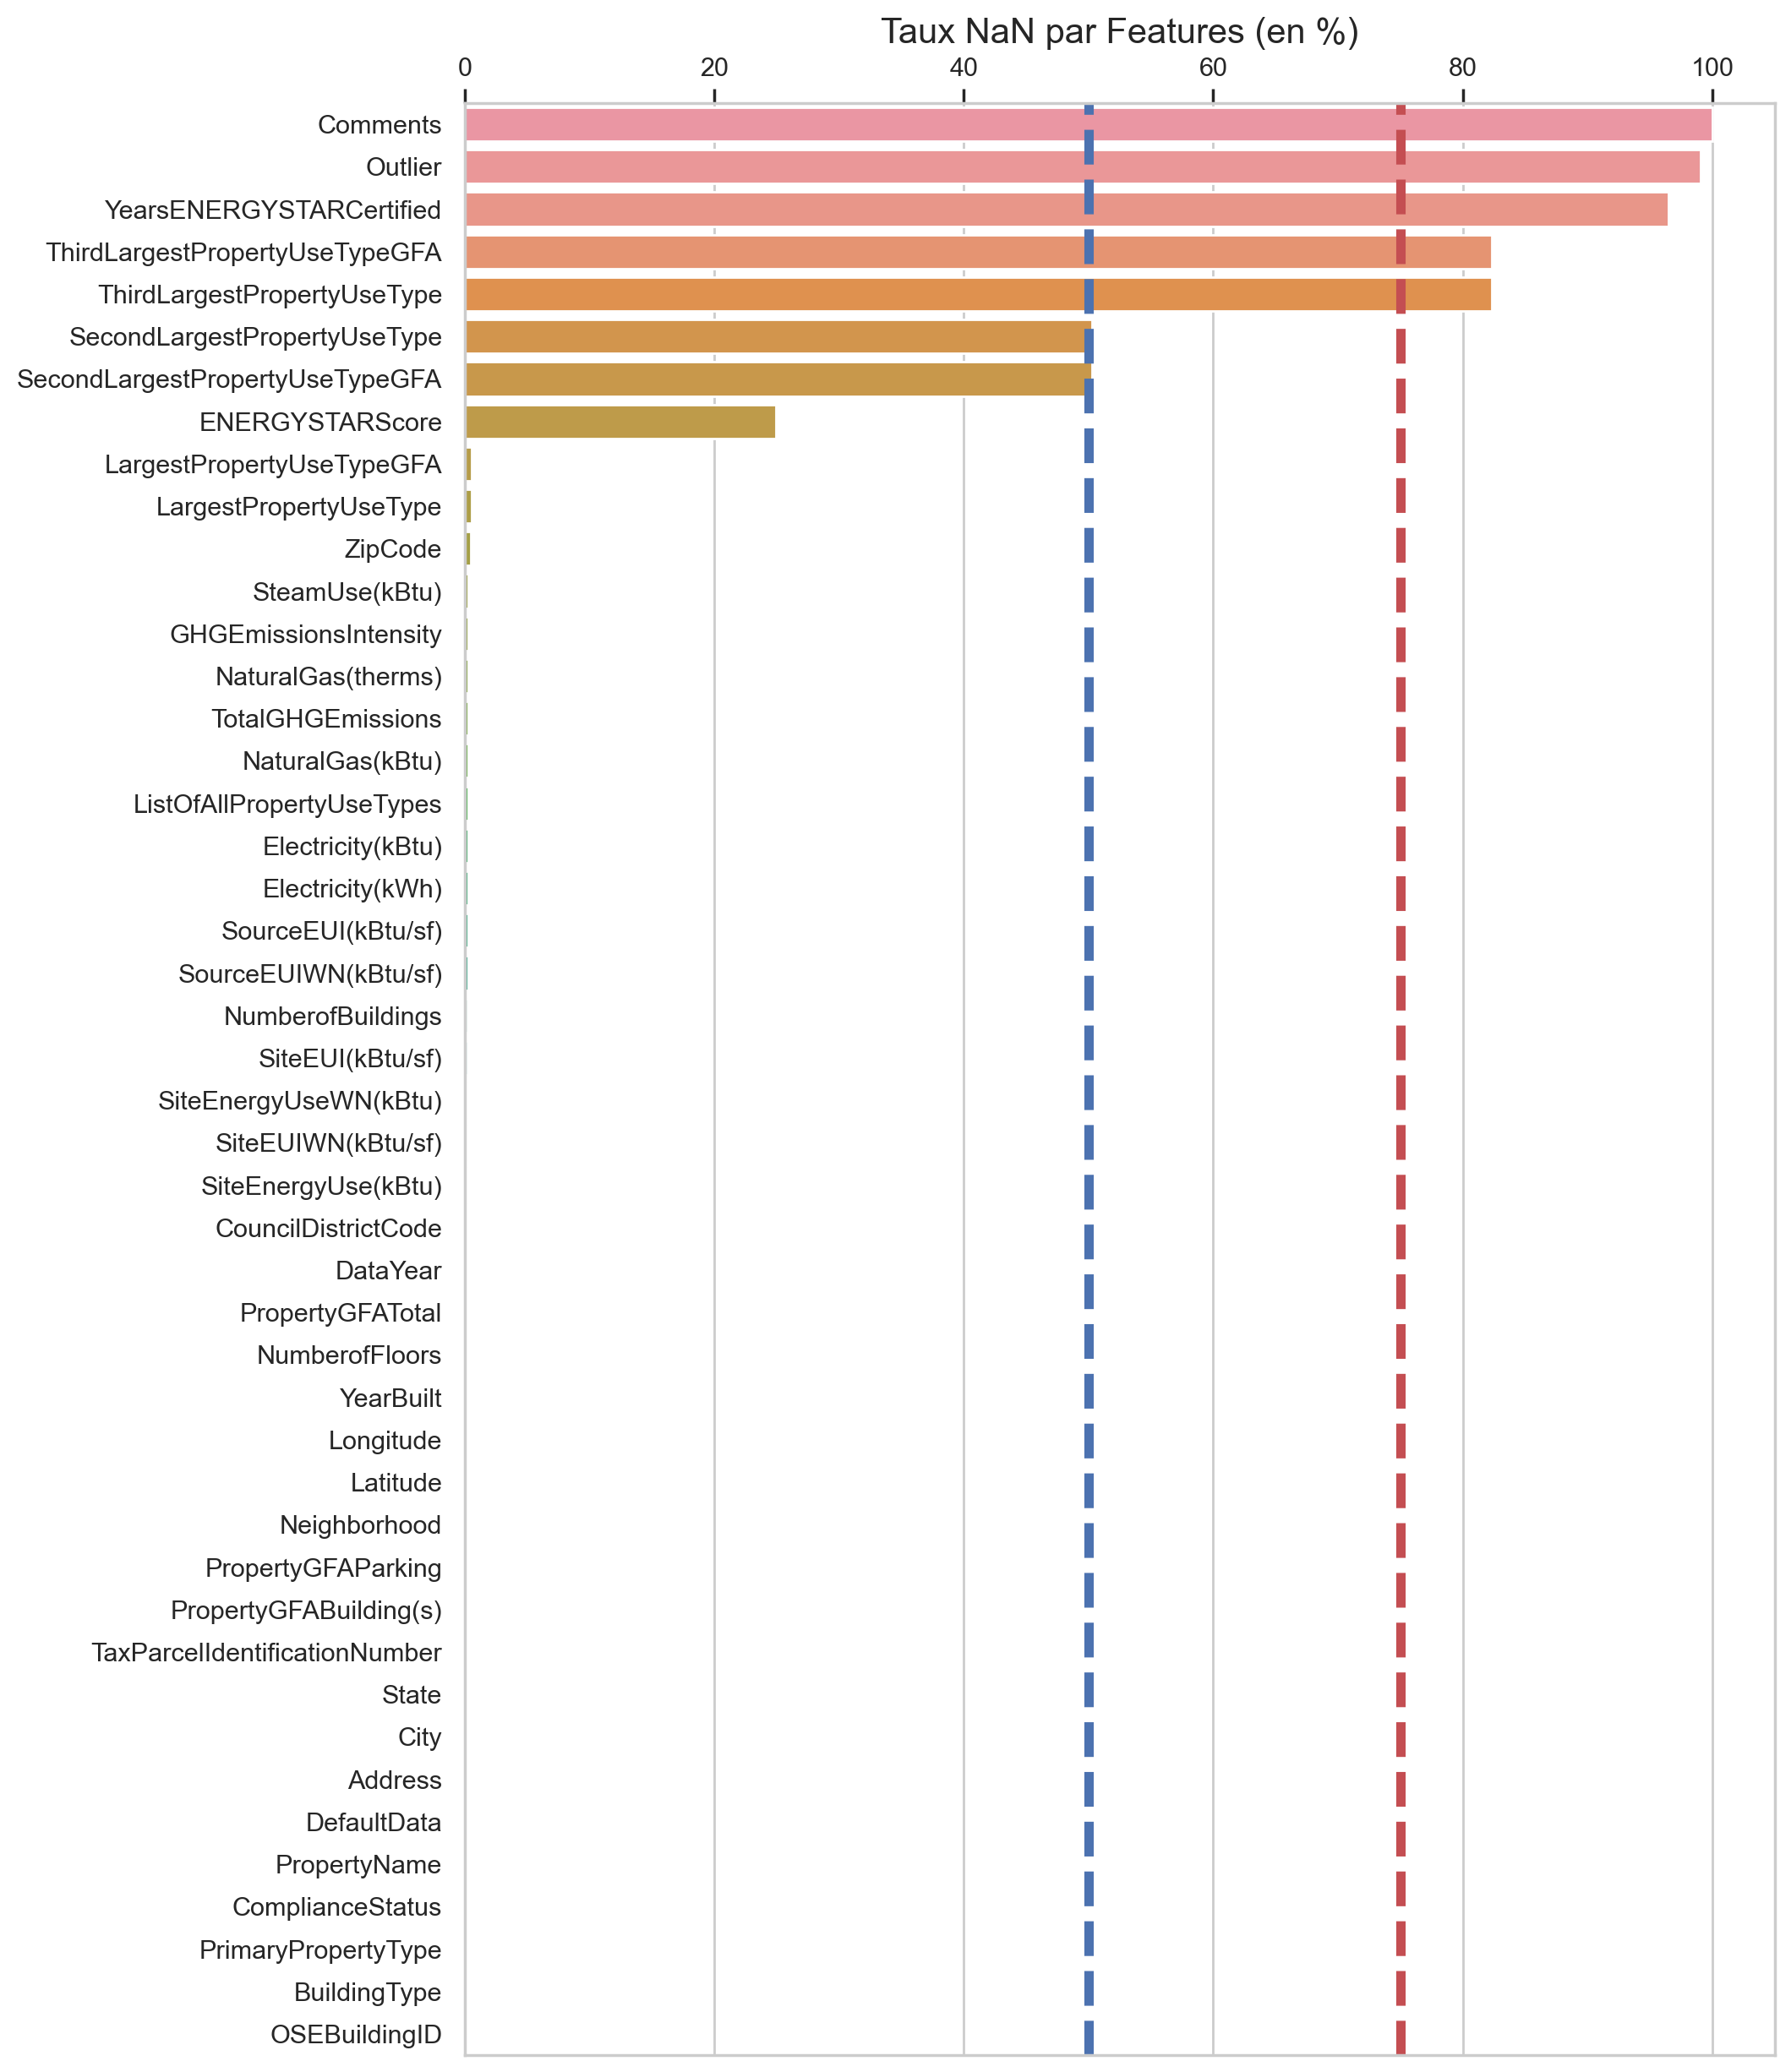 Taux NaN par Features (en %)
0 20 40 60 80 100
Comments
Outlier
YearsENERGYSTARCertified
ThirdLargestPropertyUseTypeGFA
ThirdLargestPropertyUseType
SecondLargestPropertyUseType
SecondLargestPropertyUseTypeGFA
ENERGYSTARScore
LargestPropertyUseTypeGFA
LargestPropertyUseType
ZipCode
SteamUse(kBtu)
GHGEmissionsIntensity
NaturalGas(therms)
TotalGHGEmissions
NaturalGas(kBtu)
ListOfAllPropertyUseTypes
Electricity(kBtu)
Electricity(kWh)
SourceEUI(kBtu/sf)
SourceEUIWN(kBtu/sf)
NumberofBuildings
SiteEUI(kBtu/sf)
SiteEnergyUseWN(kBtu)
SiteEUIWN(kBtu/sf)
SiteEnergyUse(kBtu)
CouncilDistrictCode
DataYear
PropertyGFATotal
NumberofFloors
YearBuilt
Longitude
Latitude
Neighborhood
PropertyGFAParking
PropertyGFABuilding(s)
TaxParcelIdentificationNumber
State
City
Address
DefaultData
PropertyName
ComplianceStatus
PrimaryPropertyType
BuildingType
OSEBuildingID